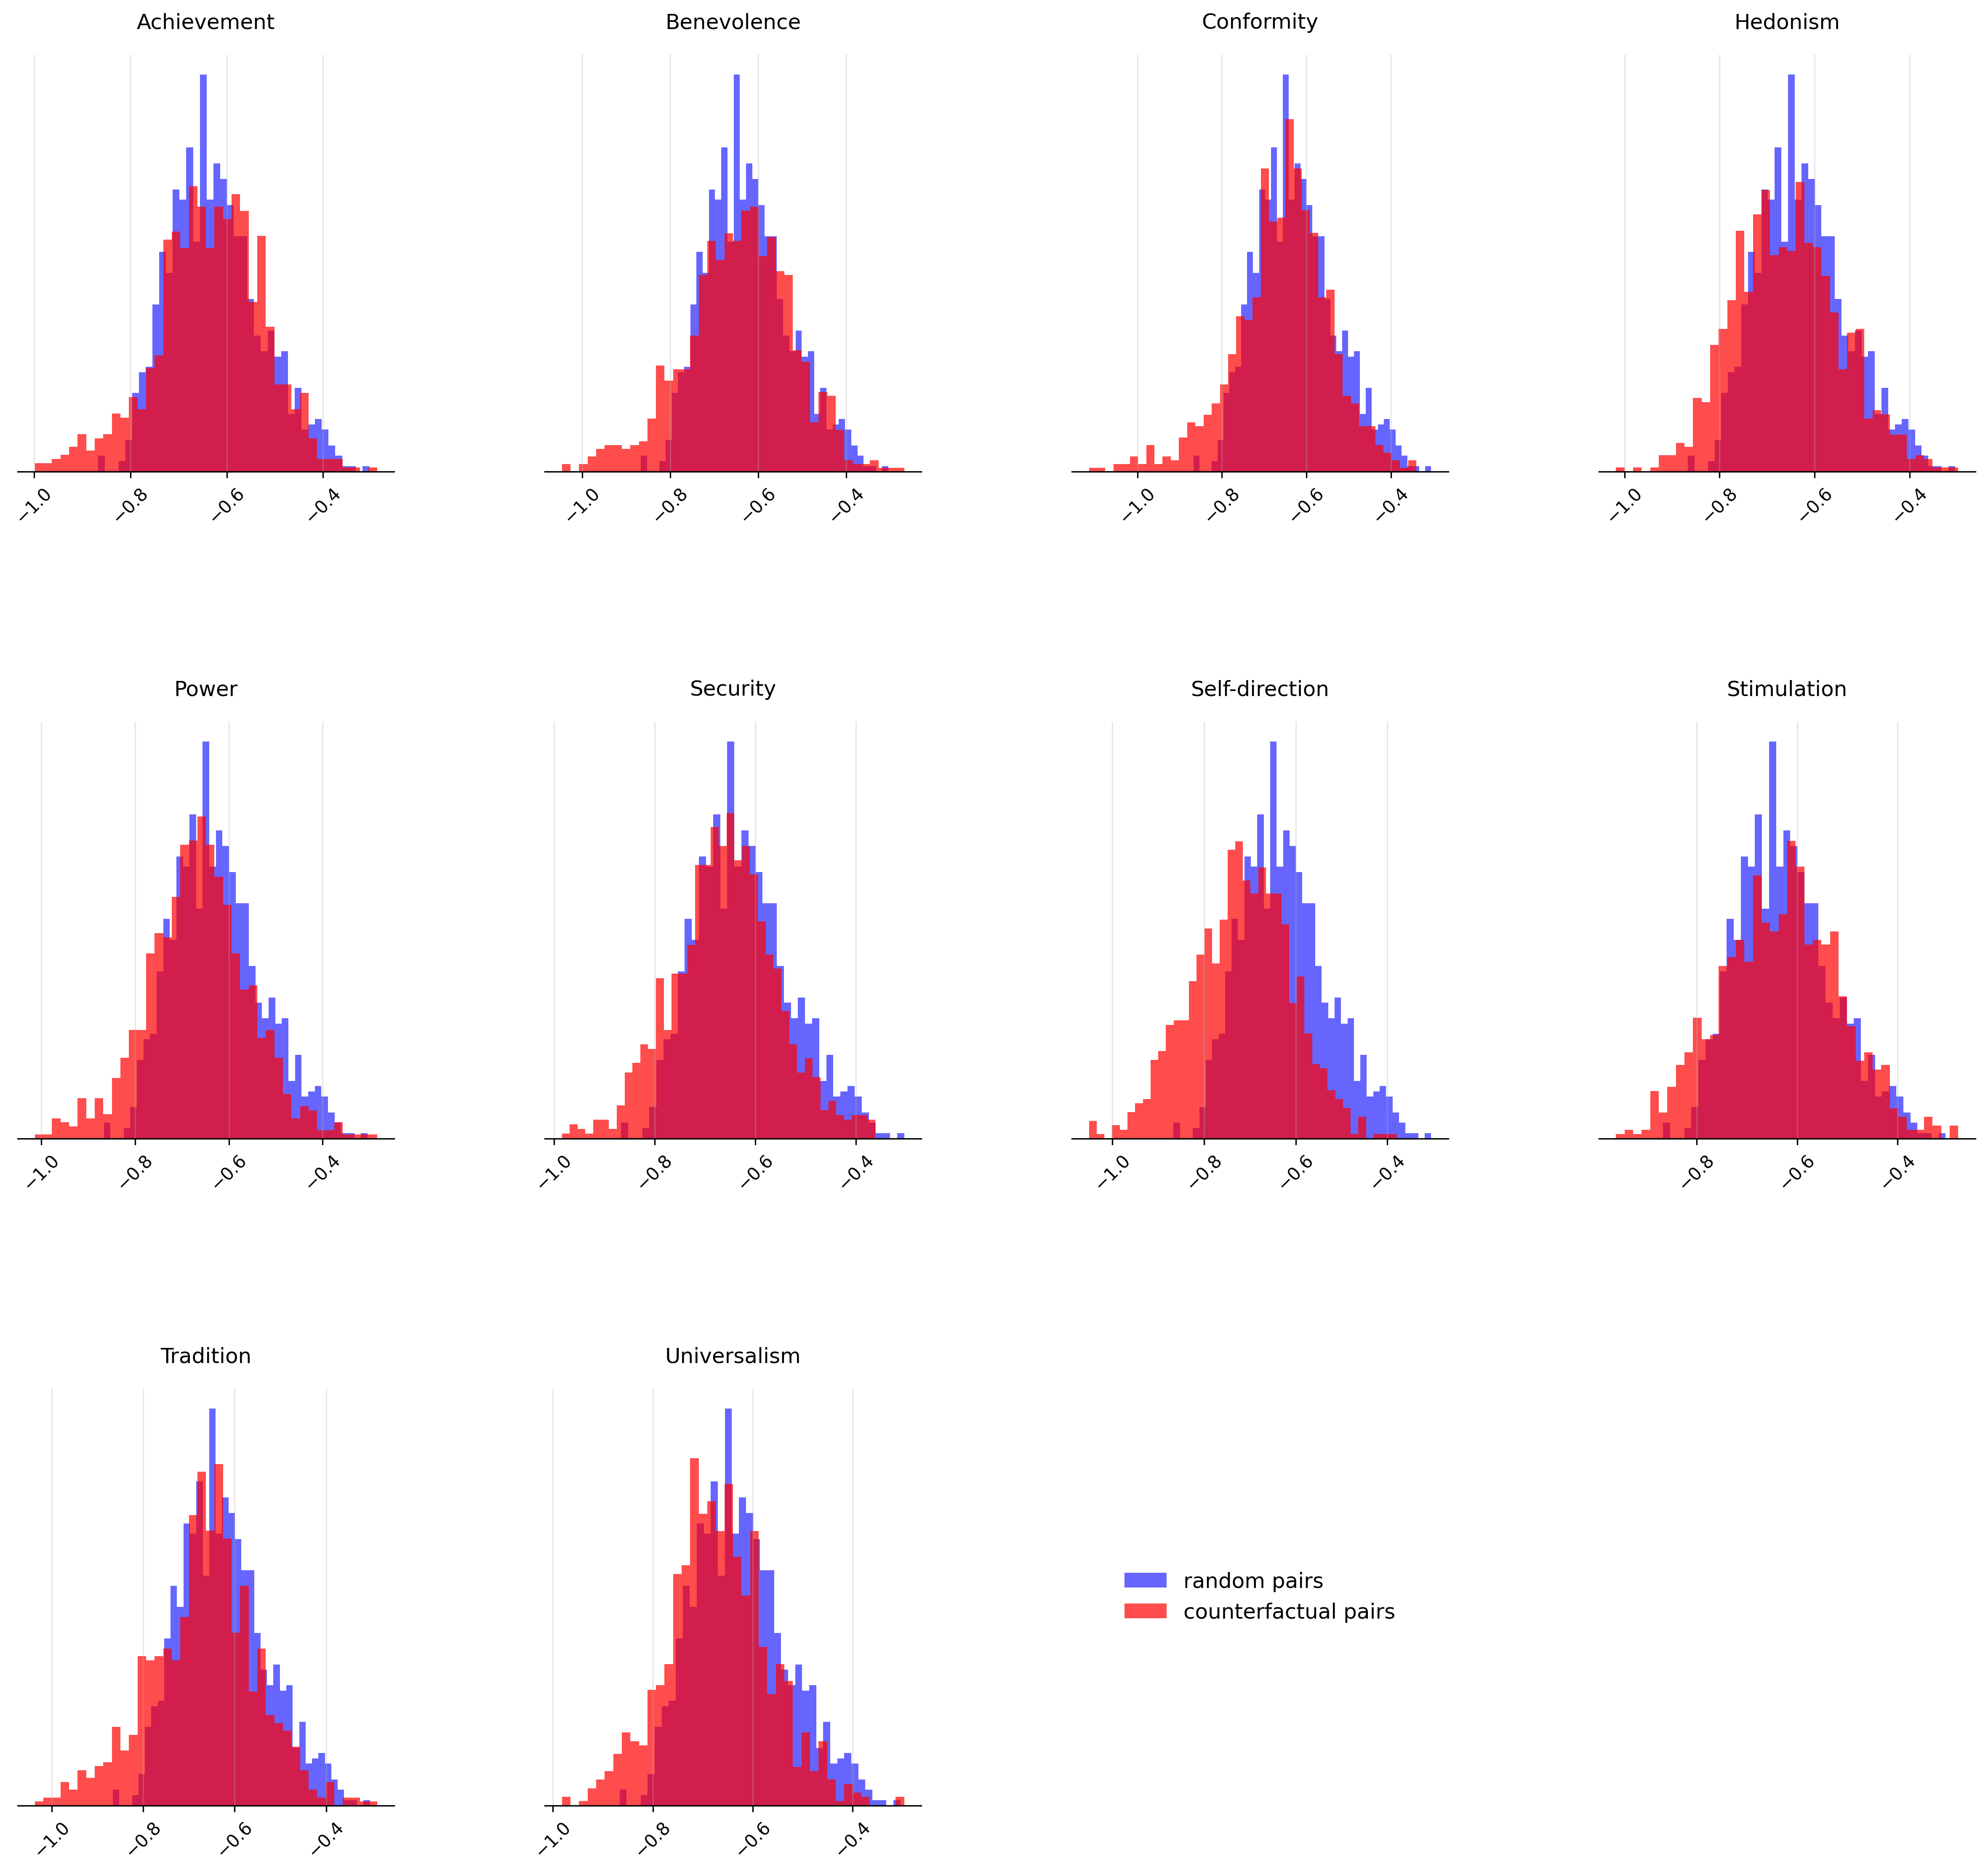 Achievement
Benevolence
Conformity
Hedonism
−1.0 −0.8 −0.6 −0.4
−1.0 −0.8 −0.6 −0.4
−1.0 −0.8 −0.6 −0.4
−1.0 −0.8 −0.6 −0.4
Power
Security
Self-direction
Stimulation
−1.0 −0.8 −0.6 −0.4
−1.0 −0.8 −0.6 −0.4
−1.0 −0.8 −0.6 −0.4
−0.8 −0.6 −0.4
Tradition
Universalism
random pairs
counterfactual pairs
−1.0 −0.8 −0.6 −0.4
−1.0 −0.8 −0.6 −0.4